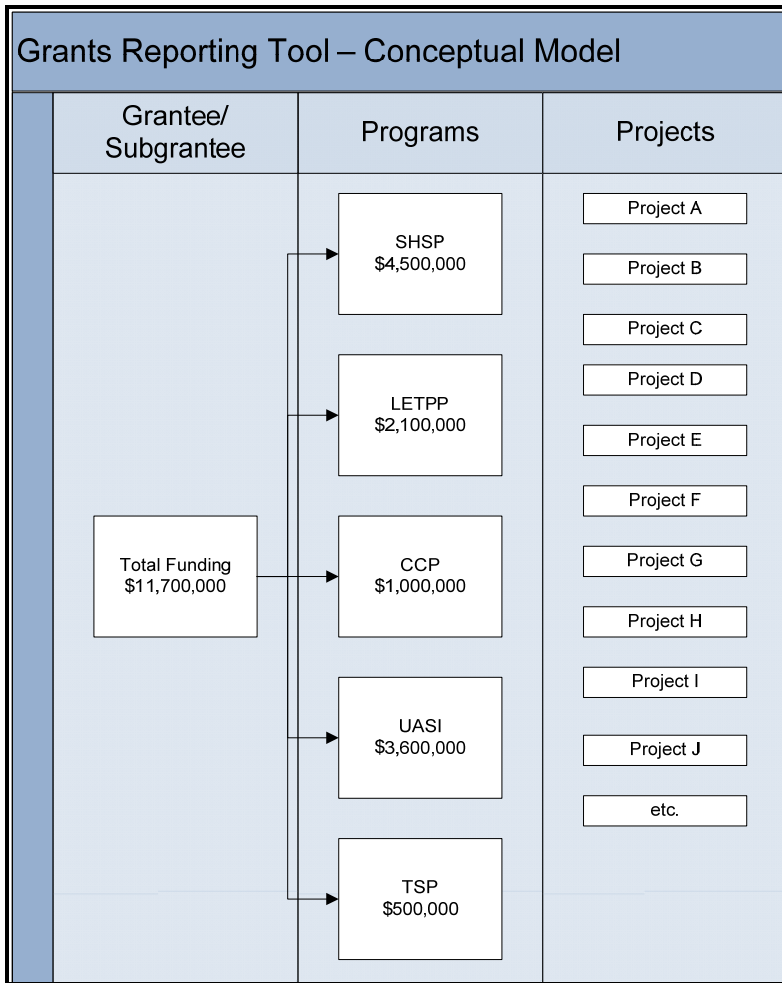 Grants Reporting Tool – Conceptual Model
Grantee/
Subgrantee
Programs
Projects
Total Funding
$11,700,000
SHSP
$4,500,000
LETPP
$2,100,000
CCP
$1,000,000
UASI
$3,600,000
TSP
$500,000
Project A
Project B
Project C
Project D
Project E
Project F
Project G
Project H
Project I
Project J
etc.